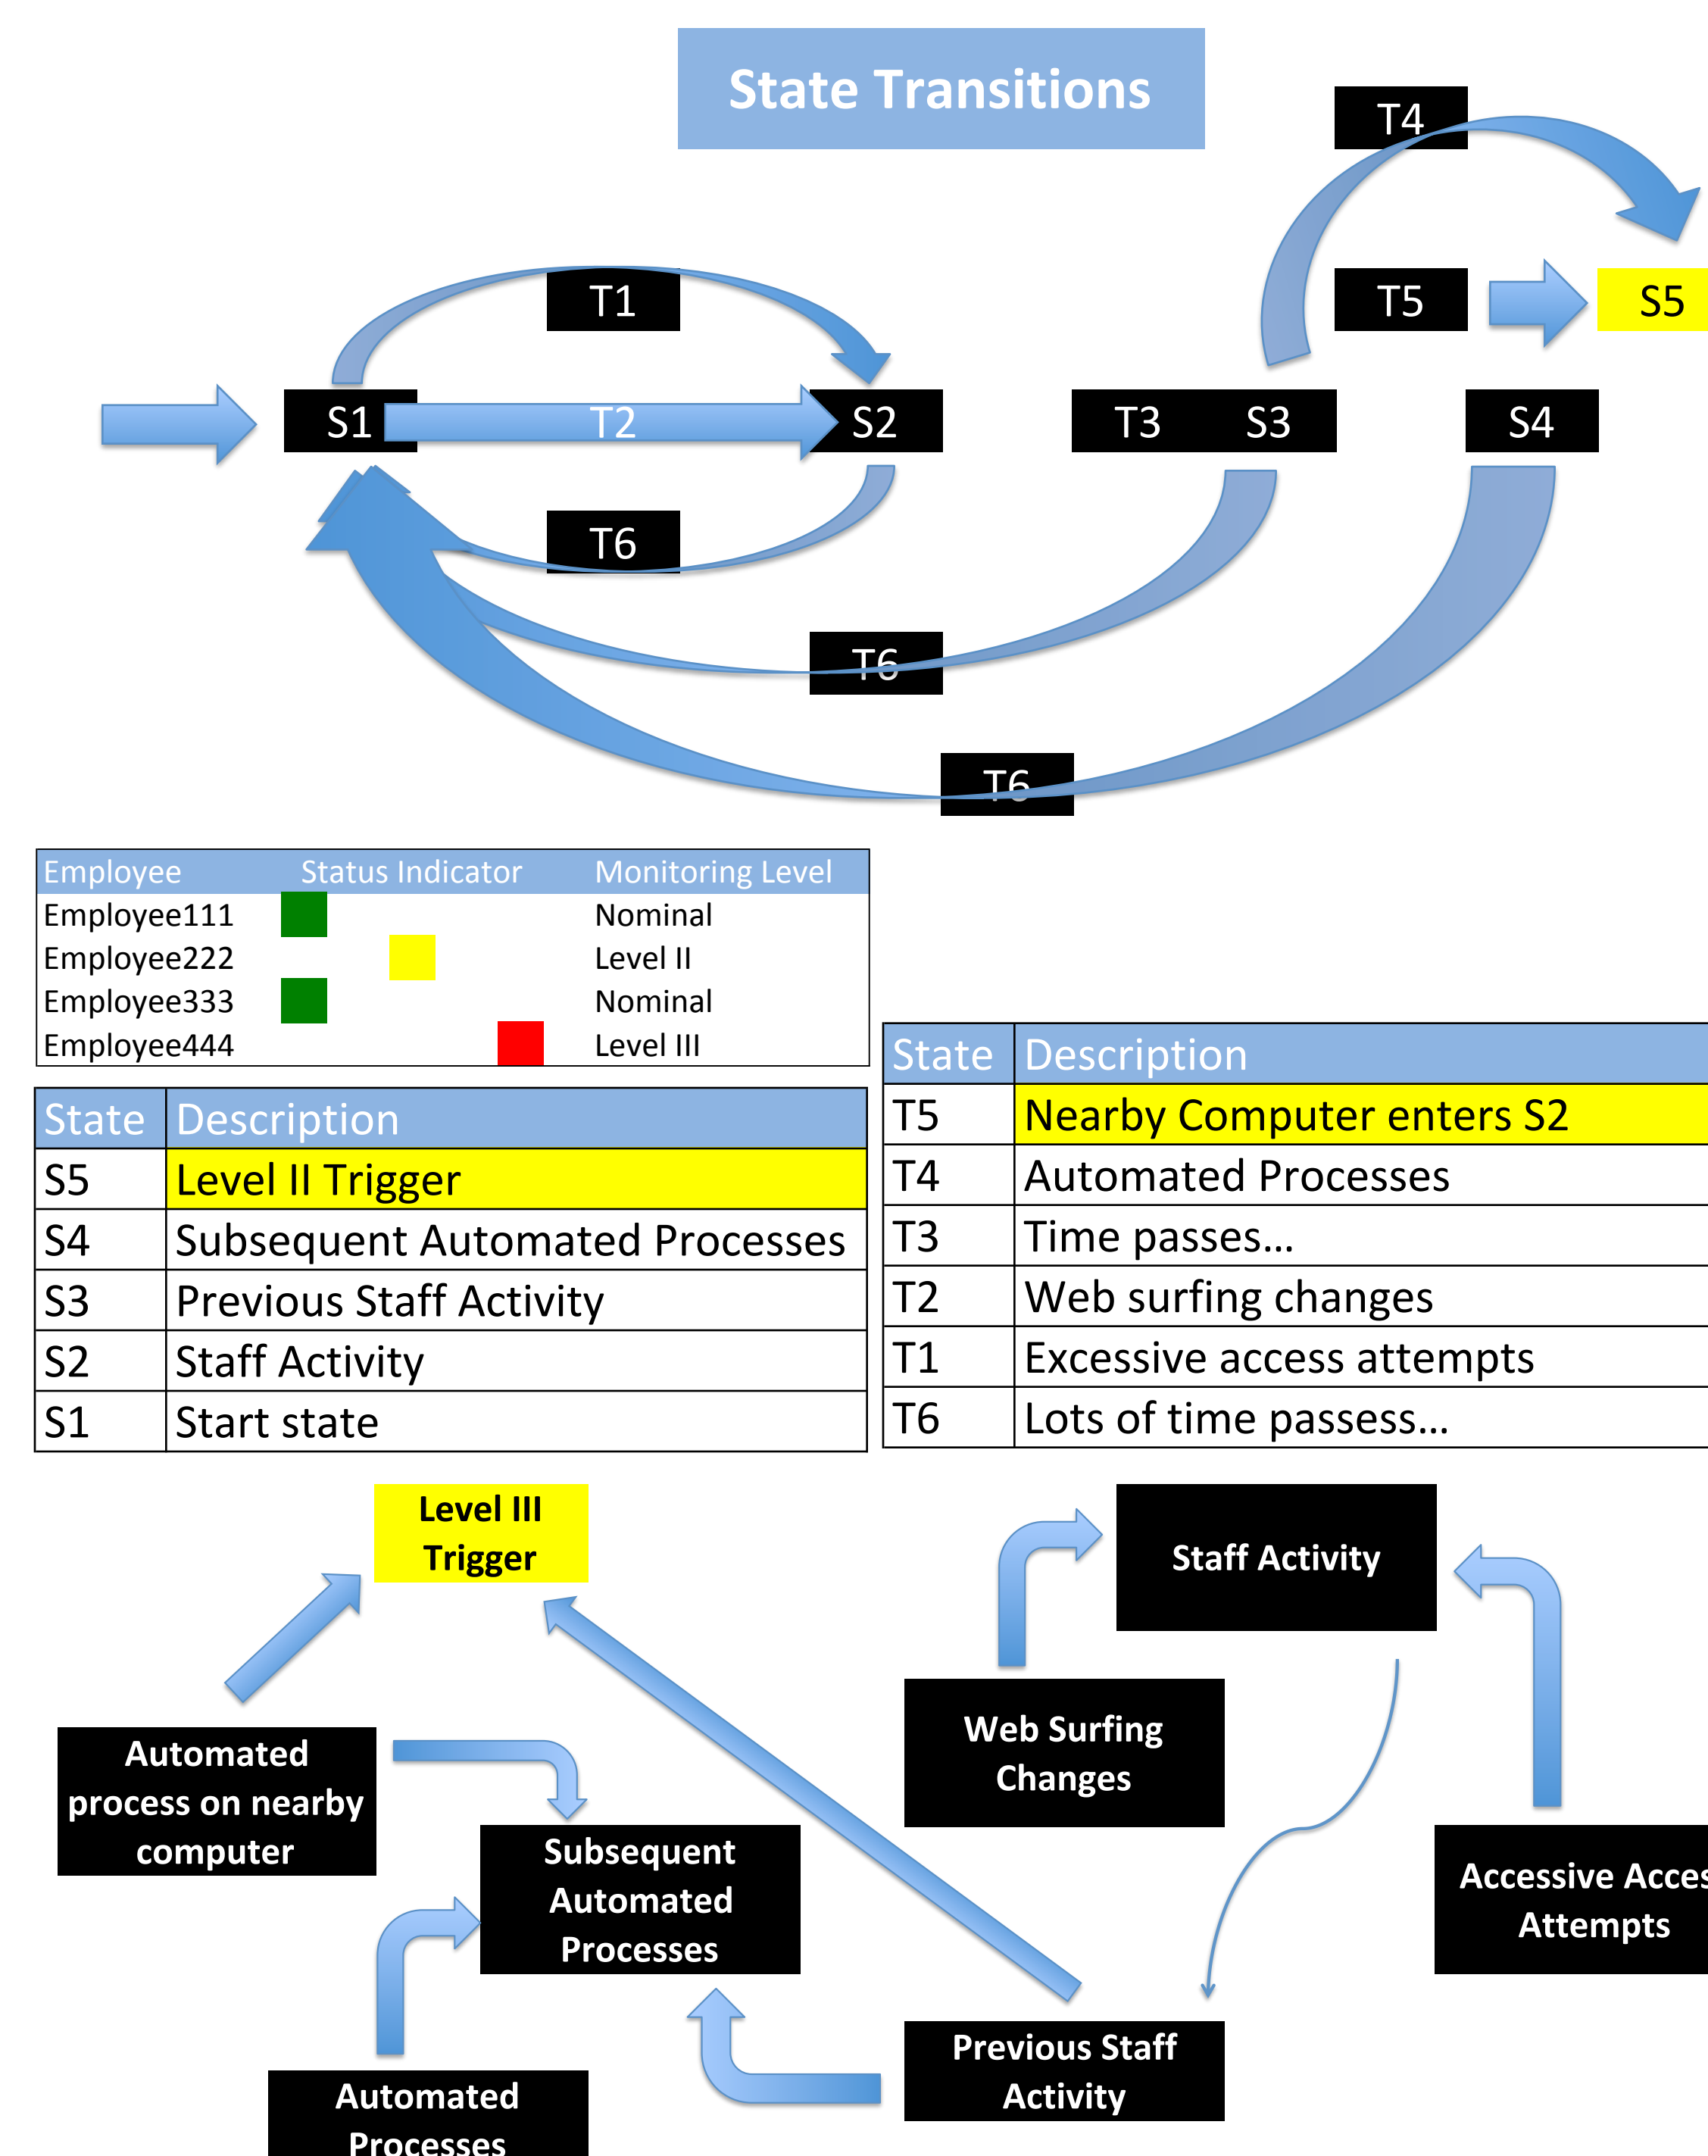 State Transitions
T4
T1
T5
S5
S1
T2
S2
T3
S3
S4
T6
T6
T6
Employee Status Indicator Monitoring Level
Employee111 Nominal
Employee222 Level II
Employee333 Nominal
Employee444 Level III
State Description
S5 Level II Trigger
S4 Subsequent Automated Processes
S3 Previous Staff Activity
S2 Staff Activity
S1 Start state
State Description
T5 Nearby Computer enters S2
T4 Automated Processes
T3 Time passes...
T2 Web surfing changes
T1 Excessive access attempts
T6 Lots of time passess...
Level III
Trigger
Staff Activity
Web Surfing
Changes
Automated
process on nearby
computer
Subsequent
Automated
Processes
Accessive
Attempts
Previous Staff
Activity
Automated
Processes